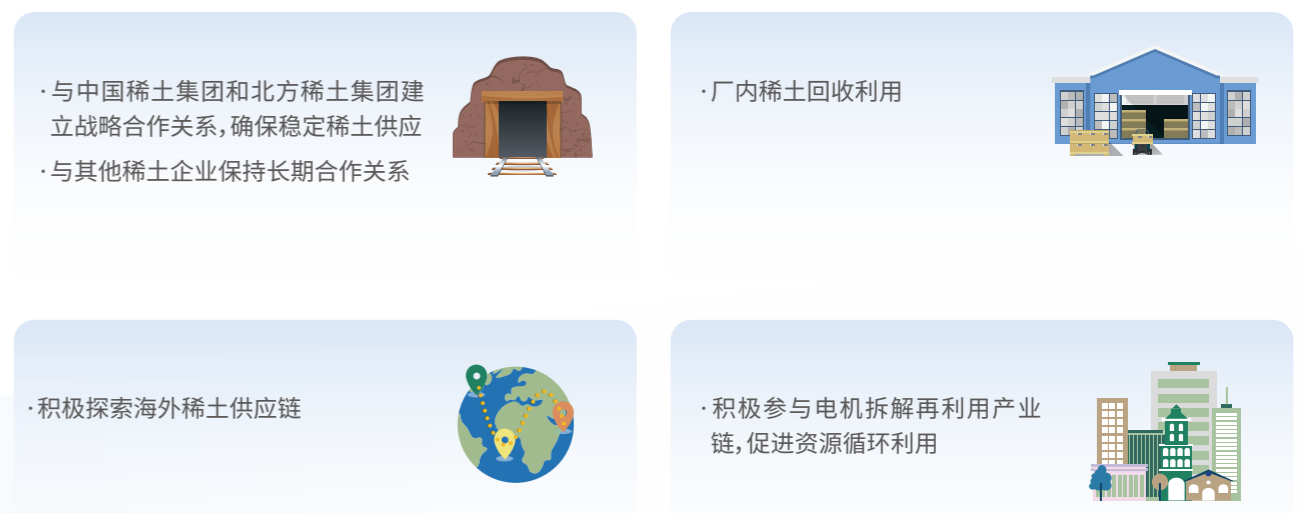 ·与中国稀土集团和北方稀土集团建
立战略合作关系，确保稳定稀土供应
·与其他稀土企业保持长期合作关系
·厂内稀土回收利用
·积极探索海外稀土供应链
·积极参与电机拆解再利用产业
链，促进资源循环利用